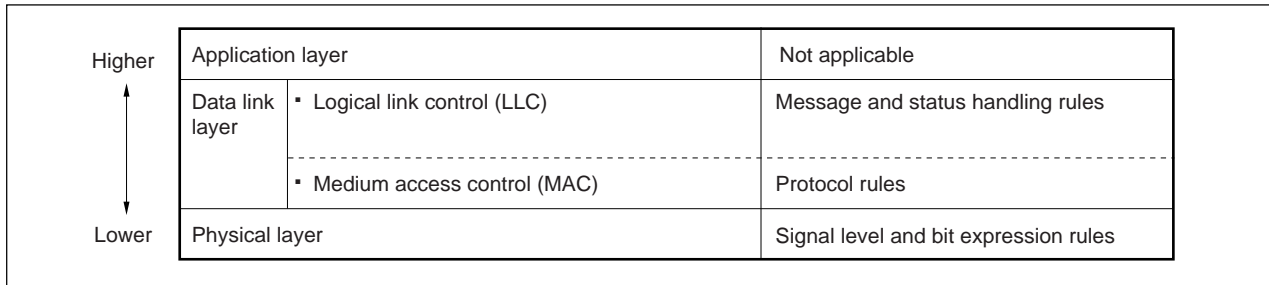 Higher
Application layer
Not applicable
Data link
layer
▪ Logical link control (LLC)
Message and status handling rules
▪ Medium access control (MAC)
Protocol rules
Lower
Physical layer
Signal level and bit expression rules